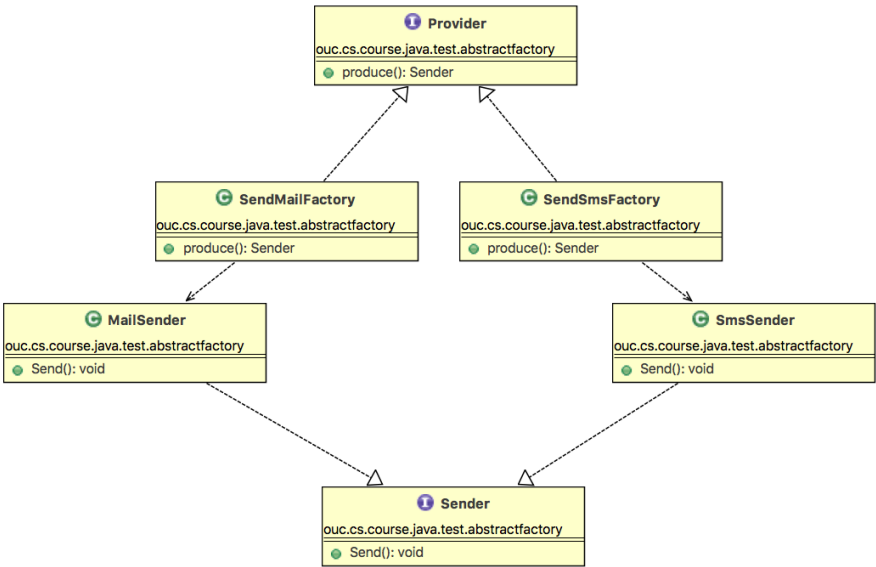 I Provider
ouc.cs.course.java.test.abstractfactory
produce(): Sender
C SendMailFactory
ouc.cs.course.java.test.abstractfactory
produce(): Sender
C SendSmsFactory
ouc.cs.course.java.test.abstractfactory
produce(): Sender
C MailSender
ouc.cs.course.java.test.abstractfactory
Send(): void
C SmsSender
ouc.cs.course.java.test.abstractfactory
Send(): void
I Sender
ouc.cs.course.java.test.abstractfactory
Send(): void